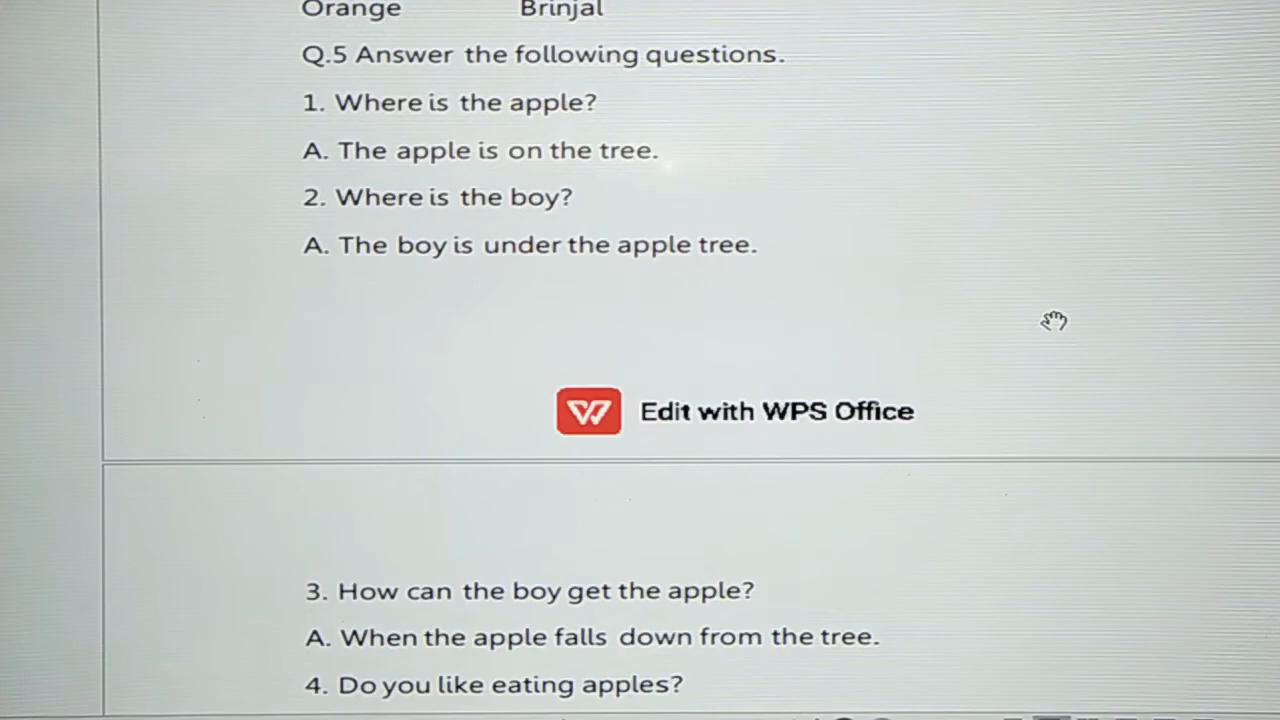 Orange Brinjal
Q.5 Answer the following questions.
1. Where is the apple?
A. The apple is on the tree.
2. Where is the boy?
A. The boy is under the apple tree.
Edit with WPS Office
3. How can the boy get the apple?
A. When the apple falls down from the tree.
4. Do you like eating apples?